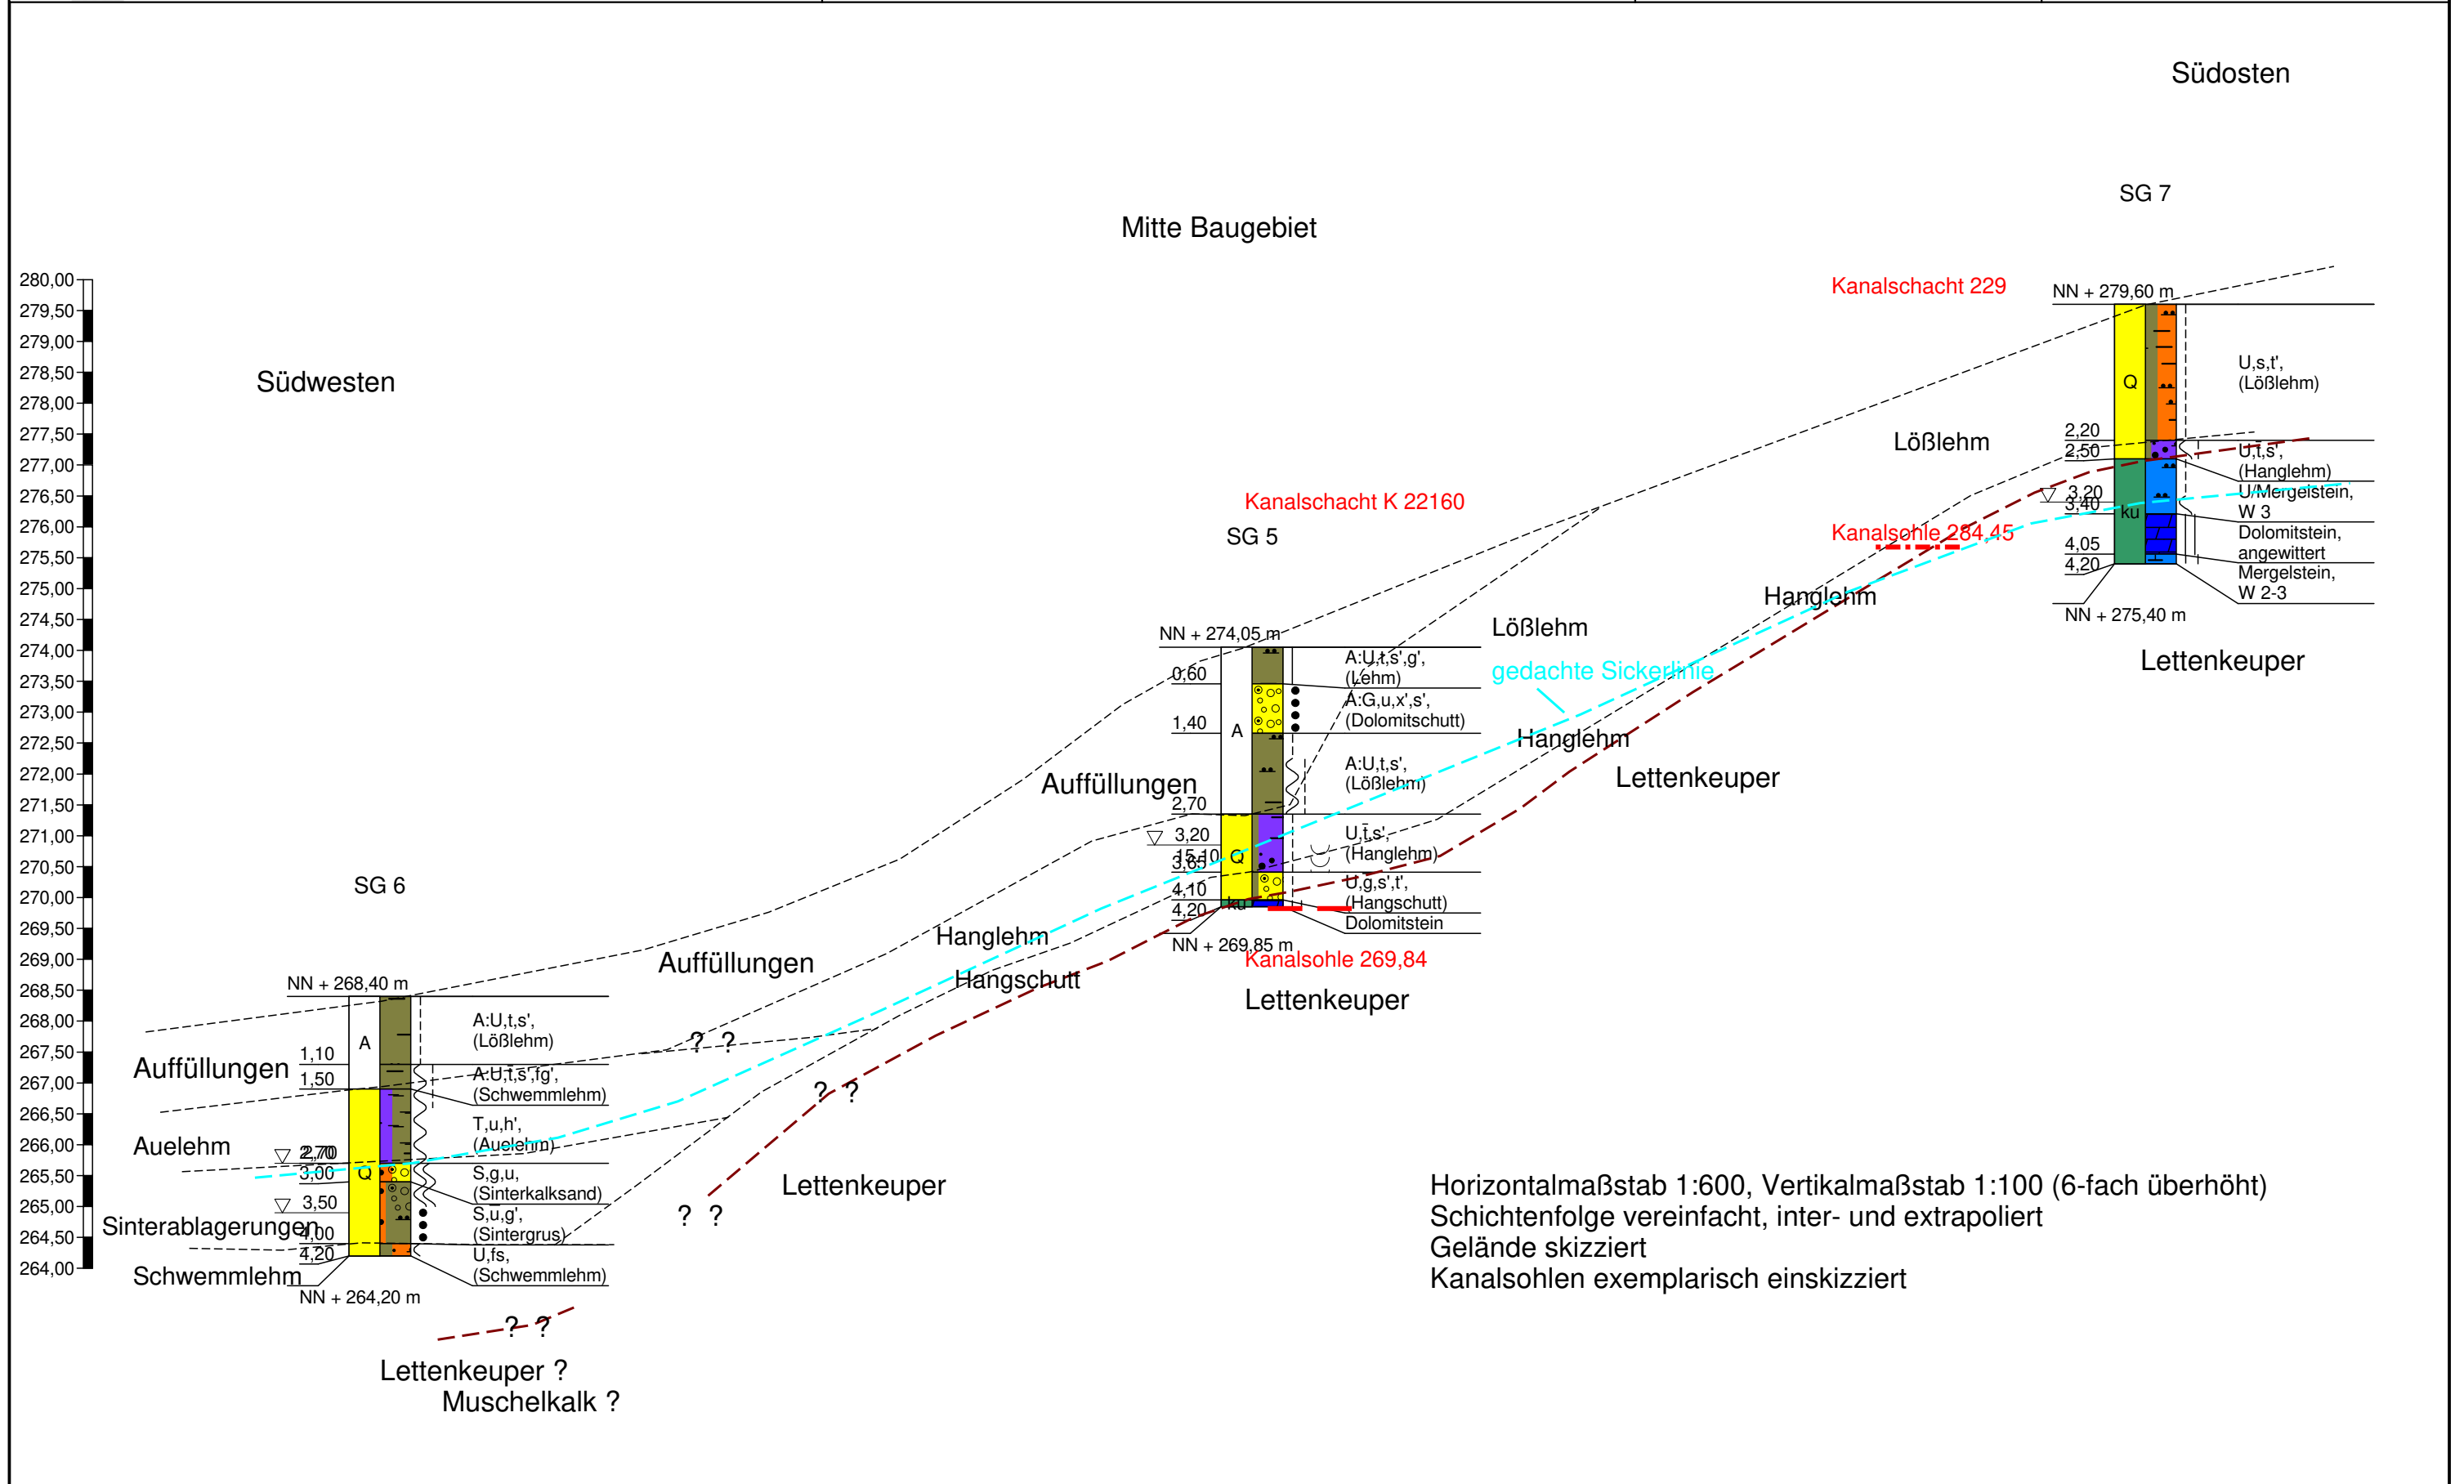 Südosten
SG 7
Mitte Baugebiet
Kanalschacht 229
NN + 279,60 m
280,00
279,50
279,00
278,50
278,00
277,50
277,00
276,50
276,00
275,50
275,00
274,50
274,00
273,50
273,00
272,50
272,00
271,50
271,00
270,50
270,00
269,50
269,00
268,50
268,00
267,50
267,00
266,50
266,00
265,50
265,00
264,50
264,00
Südwesten
Q
U,s,t',
(Lößlehm)
2,20
2,50
U,t̄,s',
(Hanglehm)
3,20
3,40
ku
U/Mergelstein,
W 3
Dolomitstein,
angewittert
4,05
4,20
Mergelstein,
W 2-3
NN + 275,40 m
Lettenkeuper
Lößlehm
Kanalsohle 284,45
Hanglehm
Kanalschacht K 22160
SG 5
NN + 274,05 m
Lößlehm
gedachte Sickerlinie
0,60
A:U,t,s',g',
(Lehm)
A:G,u,x',s',
(Dolomitschutt)
1,40
A
A:U,t,s',
(Lößlehm)
Auffüllungen
2,70
Hanglehm
Lettenkeuper
3,20
15.10
3,65
Q
U,t̄,s',
(Hanglehm)
4,10
U,g,s',t',
(Hangschutt)
4,20
ku
Dolomitstein
NN + 269,85 m
Kanalsohle 269,84
Lettenkeuper
Hanglehm
Auffüllungen
Hangschutt
SG 6
NN + 268,40 m
A
A:U,t,s',
(Lößlehm)
1,10
Auffüllungen
1,50
A:U,t̄,s',fg',
(Schwemmlehm)
T,u,h',
(Auelehm)
Auelehm
2,70
2,70
3,00
Q
S,g,u,
(Sinterkalksand)
3,50
S,ū,g',
(Sintergrus)
Sinterablagerungen
4,00
4,20
U,fs,
(Schwemmlehm)
Schwemmlehm
NN + 264,20 m
? ?
? ?
? ?
Lettenkeuper
? ?
Lettenkeuper ?
Muschelkalk ?
Horizontalmaßstab 1:600, Vertikalmaßstab 1:100 (6-fach überhöht)
Schichtenfolge vereinfacht, inter- und extrapoliert
Gelände skizziert
Kanalsohlen exemplarisch einskizziert